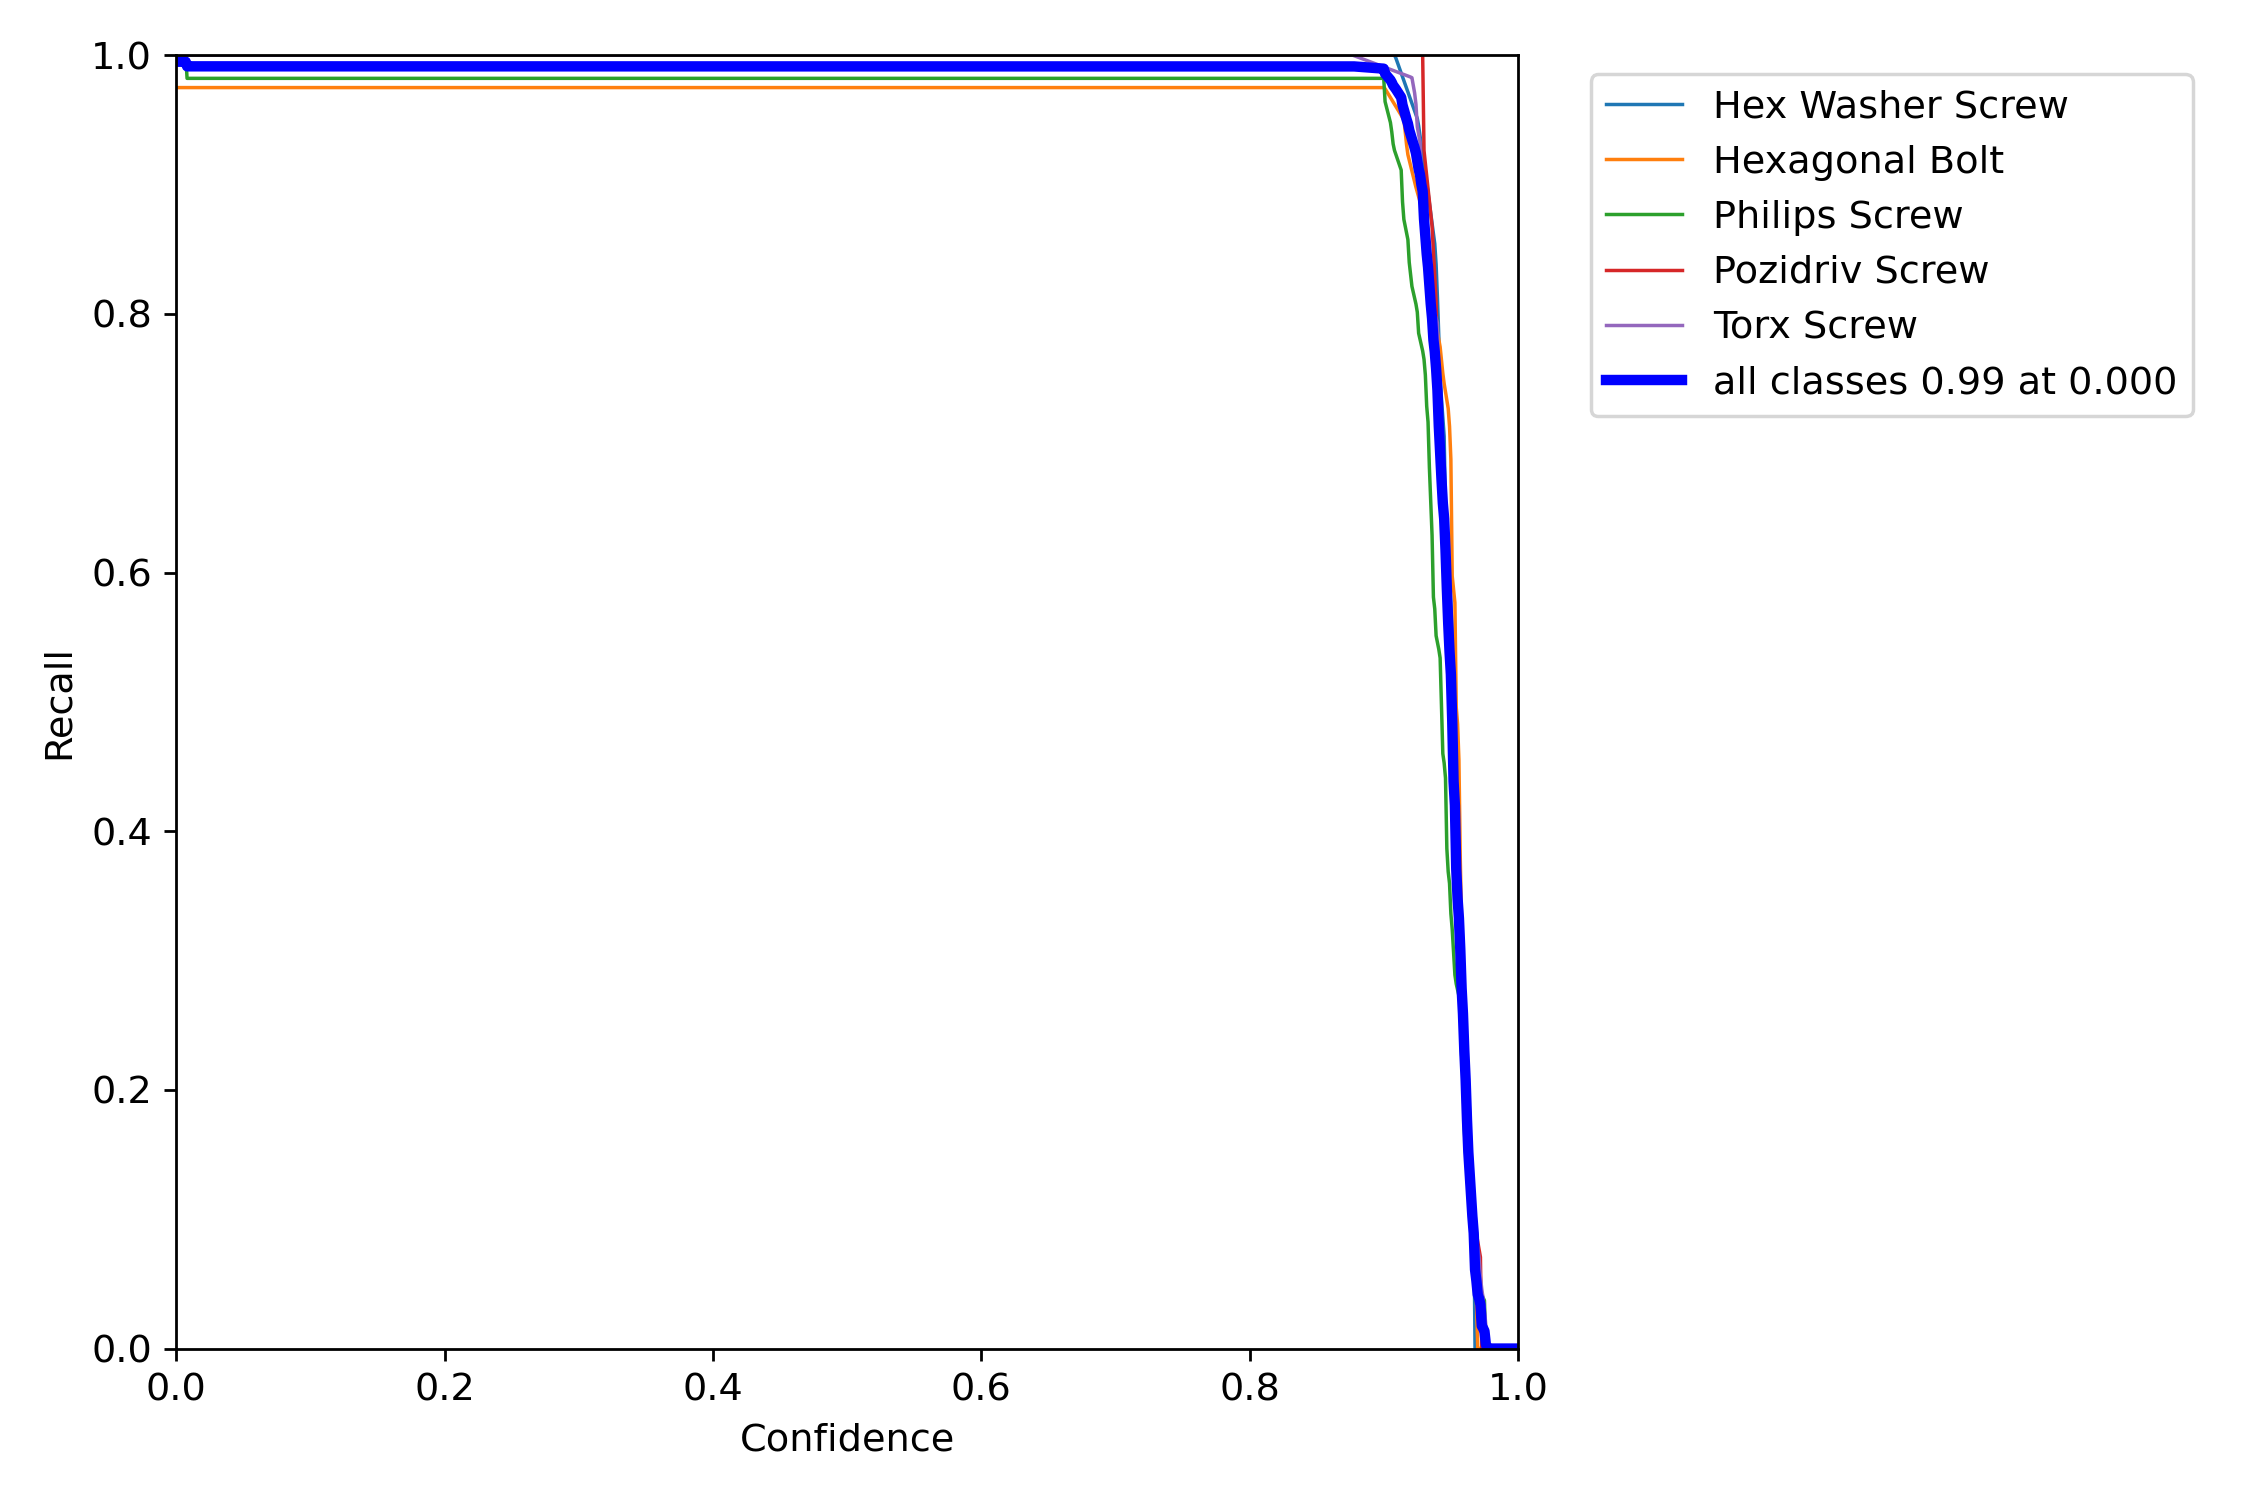 1.0
0.8
0.6
0.4
0.2
0.0
Recall
0.0 0.2 0.4 0.6 0.8 1.0
Confidence
Hex Washer Screw
Hexagonal Bolt
Philips Screw
Pozidriv Screw
Torx Screw
all classes 0.99 at 0.000